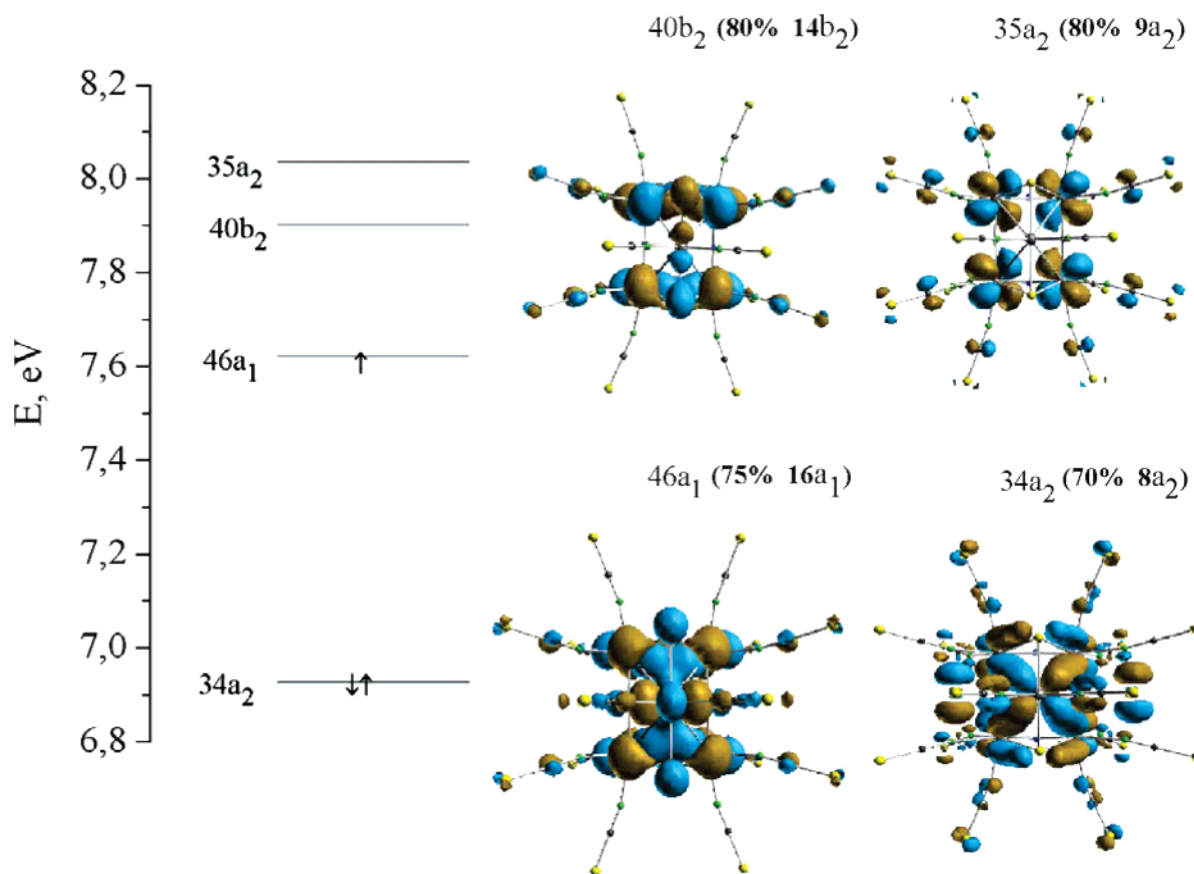 40b2 (80% 14b2)
35a2 (80% 9a2)
8,2
8,0
7,8
7,6
7,4
7,2
7,0
6,8
E, eV
35a2
40b2
46a1
34a2
46a1 (75% 16a1)
34a2 (70% 8a2)